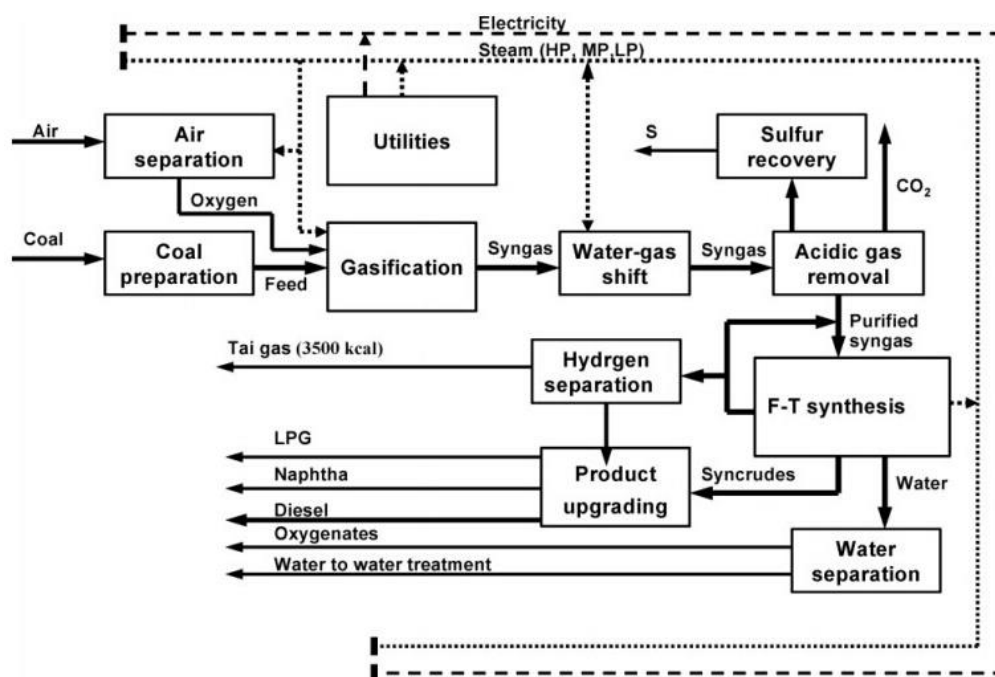 Electricity
Steam (HP, MP,LP)
Air
Air
separation
Utilities
S
Sulfur
recovery
CO2
Oxygen
Coal
Coal
preparation
Feed
Gasification
Syngas
Water-gas
shift
Syngas
Acidic gas
removal
Purified
syngas
Tai gas (3500 kcal)
Hydrgen
separation
F-T synthesis
LPG
Naphtha
Diesel
Product
upgrading
Syncrudes
Water
Oxygenates
Water to water treatment
Water
separation